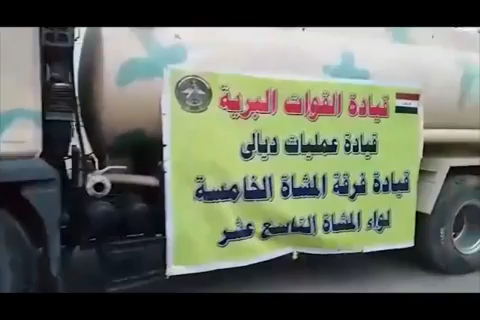 قيادة القوات البرية
قيادة عمليات ديالى
قيادة فرقة المشاة الخامسة
لواء المشاة التاسع عشر